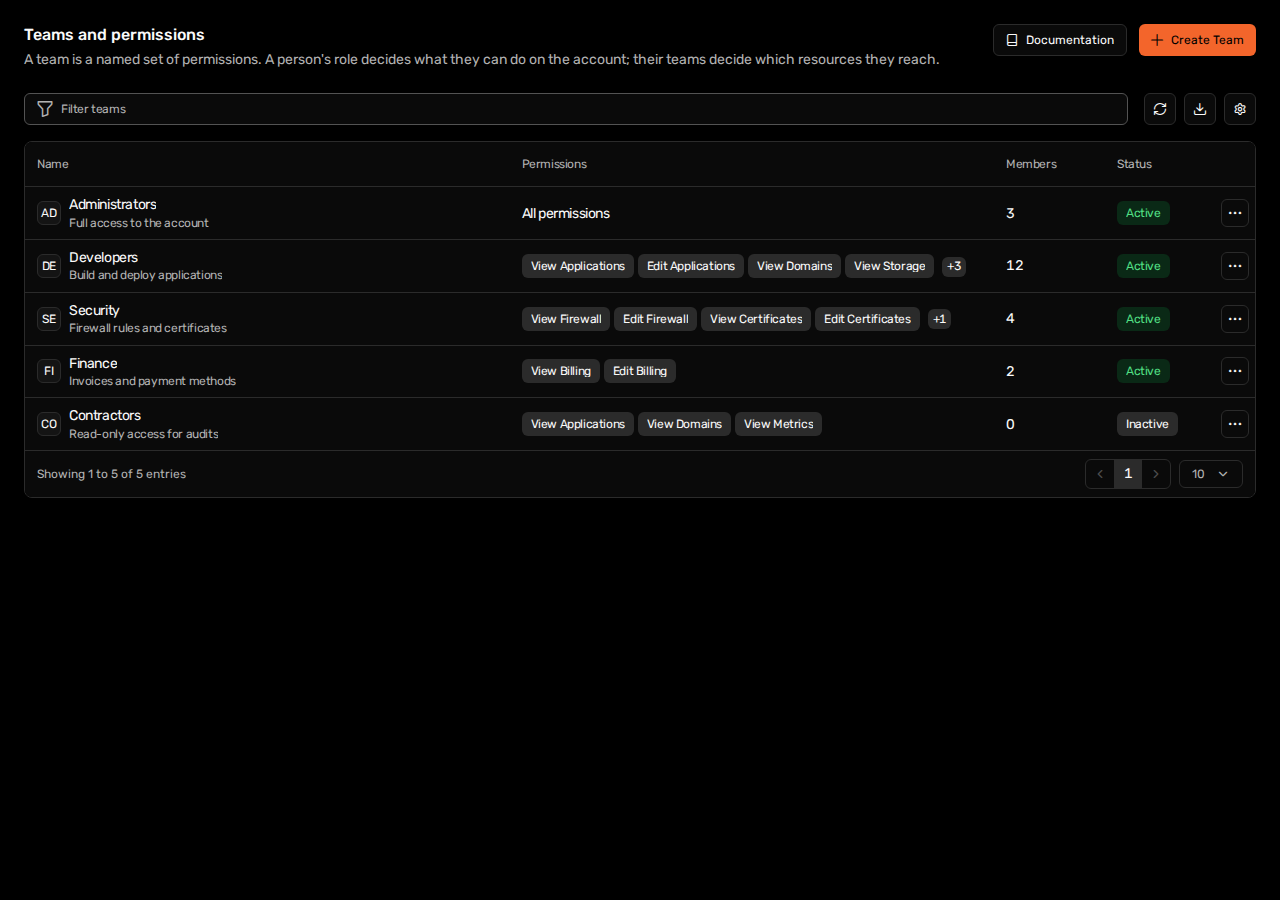 Teams and permissions
A team is a named set of permissions. A person's role decides what they can do on the account; their teams decide which resources they reach.
Documentation
Create Team
Filter teams
Name Permissions Members Status
AD Administrators All permissions 3 Active
Full access to the account
DE Developers View Applications Edit Applications View Domains View Storage +3 12 Active
Build and deploy applications
SE Security View Firewall Edit Firewall View Certificates Edit Certificates +1 4 Active
Firewall rules and certificates
FI Finance View Billing Edit Billing 2 Active
Invoices and payment methods
CO Contractors View Applications View Domains View Metrics 0 Inactive
Read-only access for audits
Showing 1 to 5 of 5 entries 1 10